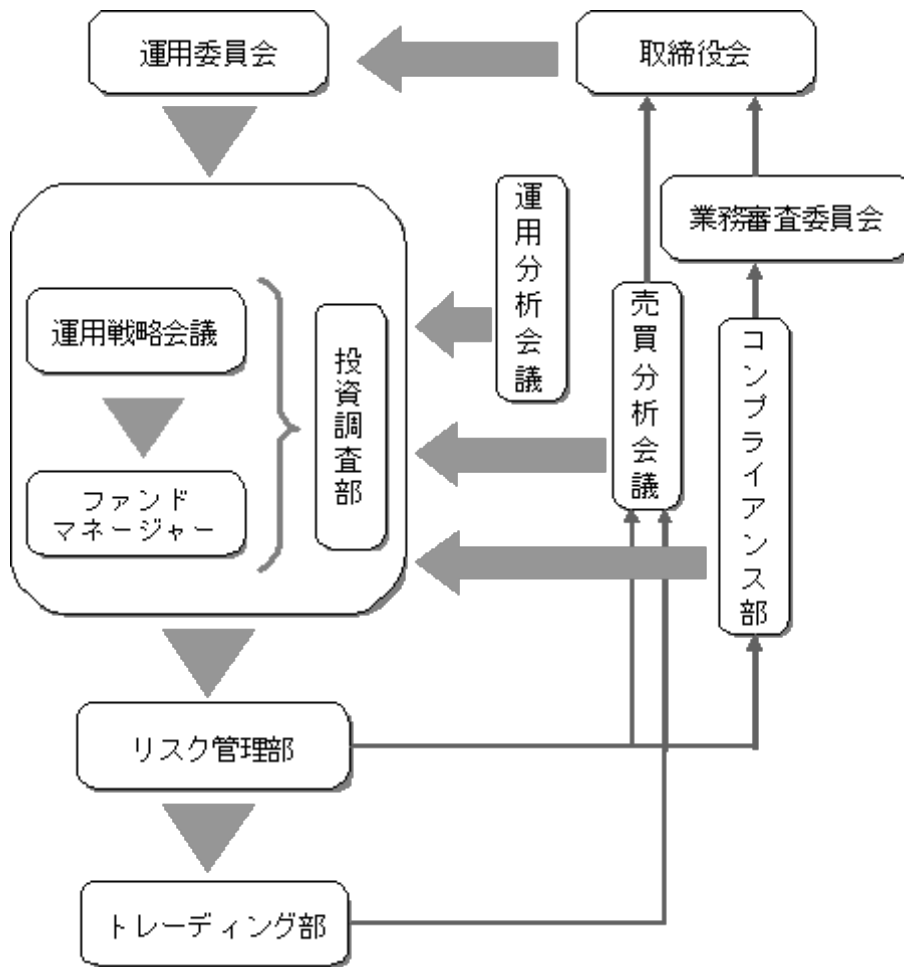 運用委員会
取締役会
運用分析会議
業務審査委員会
運用戦略会議
投資調査部
売買分析会議
コンプライアンス部
ファンド
マネージャー
リスク管理部
トレーディング部